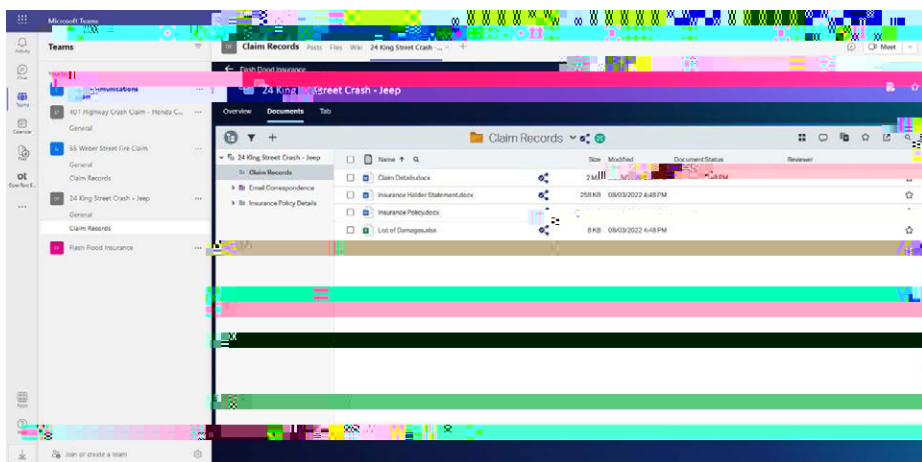 Microsoft Teams
Activity
Teams
Claim Records Posts Files Wiki 24 King Street Crash -...
Meet
Chat
Flash Flood Insurance
24 King Street Crash - Jeep
Teams
Overview Documents Tab
401 Highway Crash Claim - Honda C...
General
Calendar
Claim Records
55 Weber Street Fire Claim
General
Claim Records
24 King Street Crash - Jeep
General
Claim Records
Flash Flood Insurance
24 King Street Crash - Jeep
Claim Records
Email Correspondence
Insurance Policy Details
Name Size Modified Document Status Reviewer
Claim Details.docx
Insurance Holder Statement.docx 258 KB 08/03/2022 4:48 PM
Insurance Policy.docx
List of Damages.xlsx 8 KB 08/03/2022 4:48 PM
Apps
Join or create a team